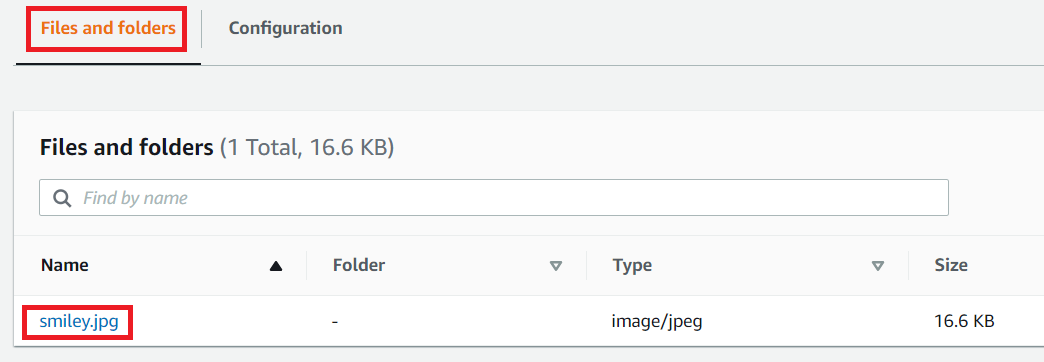 Files and folders Configuration
Files and folders (1 Total, 16.6 KB)
Find by name
Name Folder Type Size
smiley.jpg - image/jpeg 16.6 KB